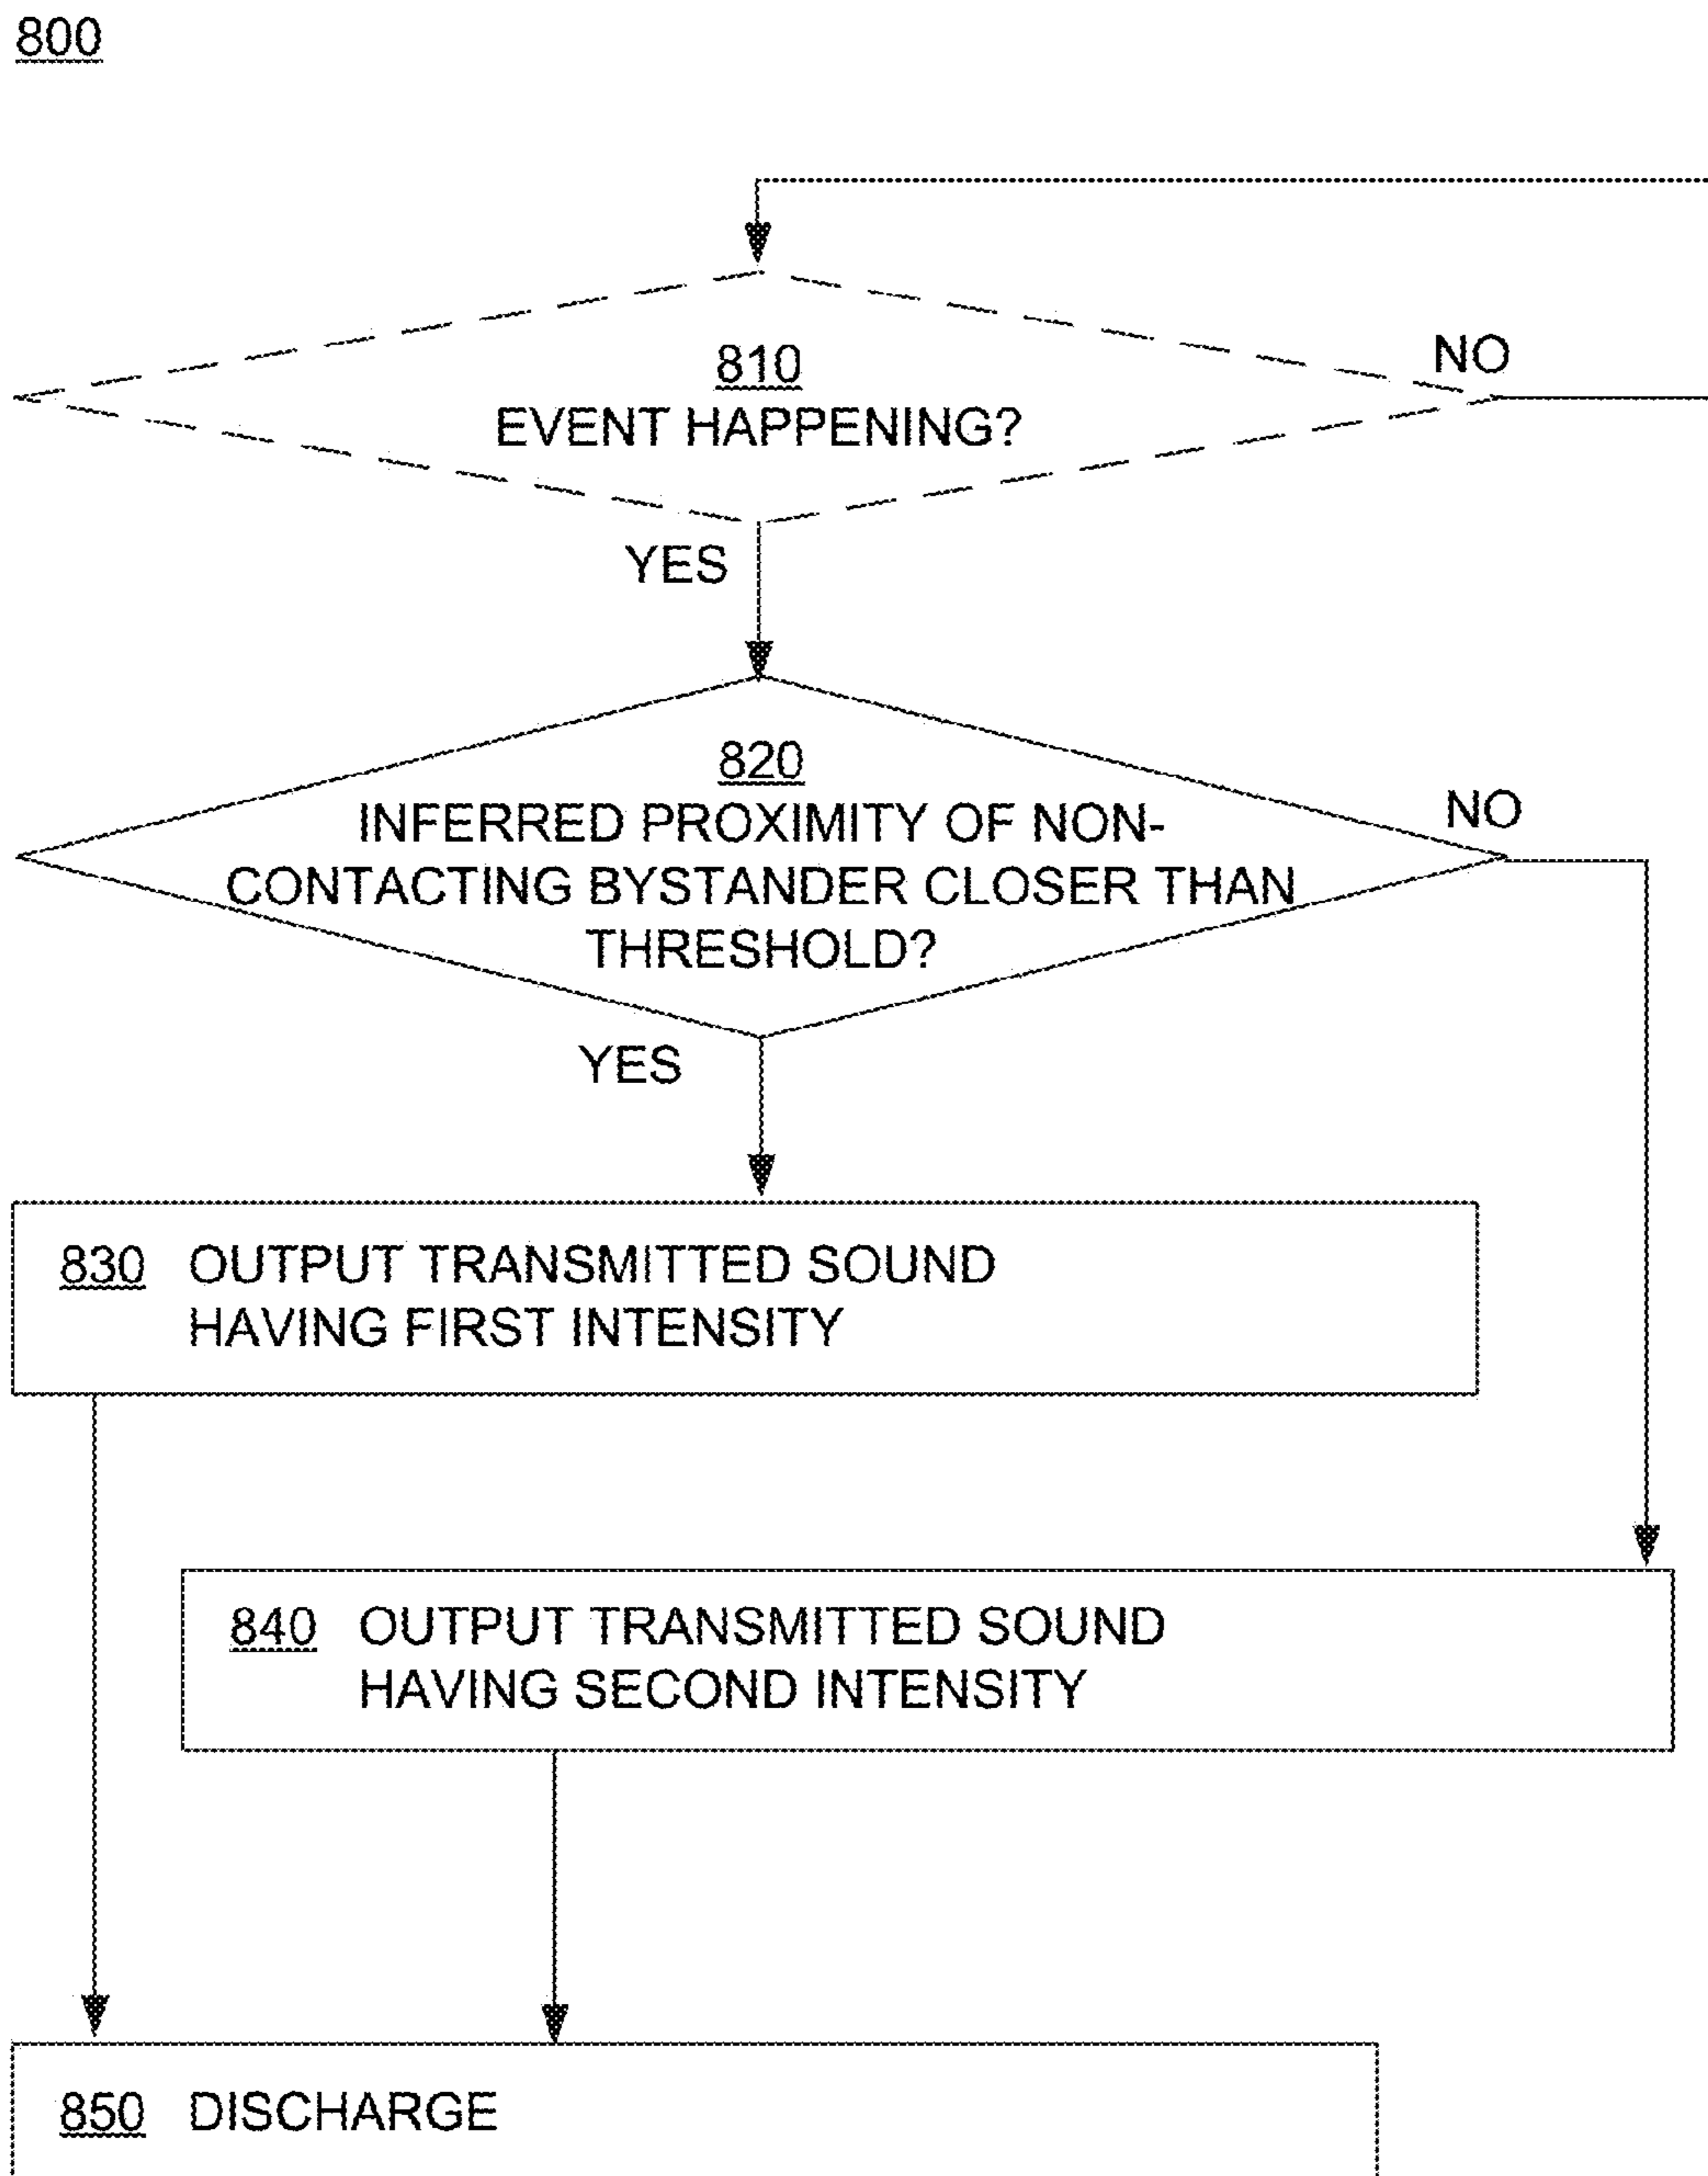 800
810
EVENT HAPPENING?
NO
YES
820
INFERRED PROXIMITY OF NON-
CONTACTING BYSTANDER CLOSER THAN
THRESHOLD?
NO
YES
830 OUTPUT TRANSMITTED SOUND
HAVING FIRST INTENSITY
840 OUTPUT TRANSMITTED SOUND
HAVING SECOND INTENSITY
850 DISCHARGE